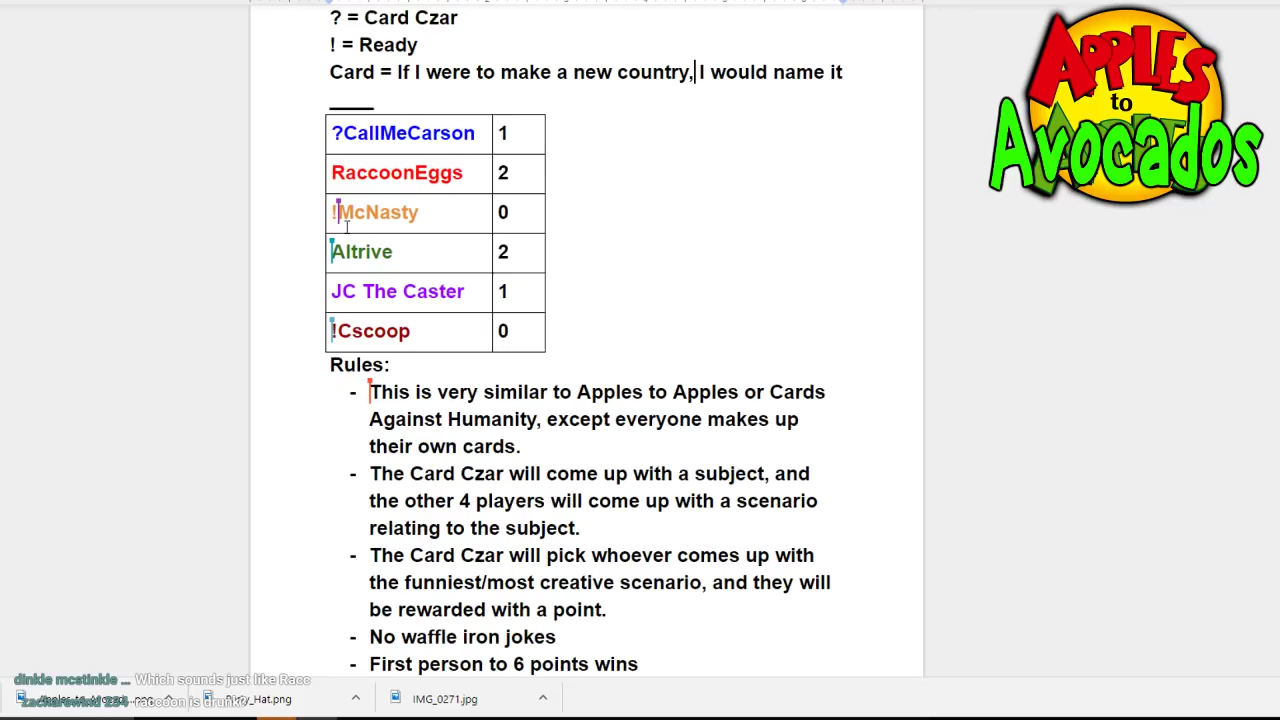 ? = Card Czar
! = Ready
Card = If I were to make a new country, I would name it
____
?CallMeCarson 1
RaccoonEggs 2
!McNasty 0
Altrive 2
JC The Caster 1
!Cscoop 0
Rules:
- This is very similar to Apples to Apples or Cards
Against Humanity, except everyone makes up
their own cards.
- The Card Czar will come up with a subject, and
the other 4 players will come up with a scenario
relating to the subject.
- The Card Czar will pick whoever comes up with
the funniest/most creative scenario, and they will
be rewarded with a point.
- No waffle iron jokes
- First person to 6 points wins
APPLES
to
Avocados
dinkle mcstinkle ... Which sounds just like Racc
zacharewind 254 raccoon is drunk?
Hat.png
IMG_0271.jpg